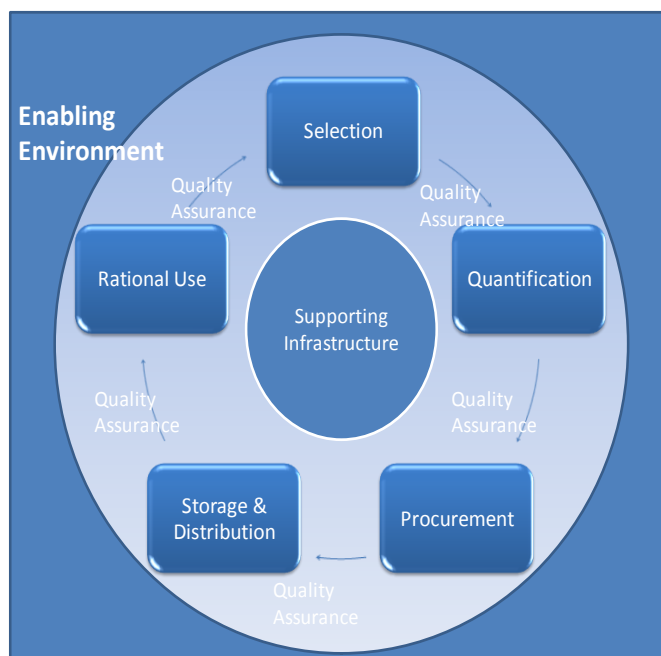 Enabling
Environment
Selection
Quality
Assurance
Quality
Assurance
Rational Use
Quantification
Supporting
Infrastructure
Quality
Assurance
Quality
Assurance
Storage &
Distribution
Procurement
Quality
Assurance